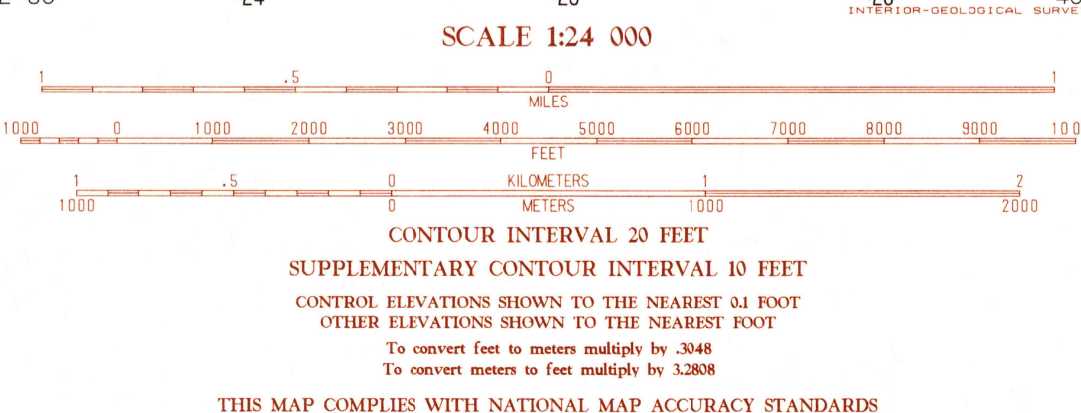 INTERIOR-GEOLOGICAL SURVE
SCALE 1:24 000
1 .5 0 1
MILES
1000 0 1000 2000 3000 4000 5000 6000 7000 8000 9000 100
FEET
1 .5 0 KILOMETERS 1 2
1000 0 METERS 1000 2000
CONTOUR INTERVAL 20 FEET
SUPPLEMENTARY CONTOUR INTERVAL 10 FEET
CONTROL ELEVATIONS SHOWN TO THE NEAREST 0.1 FOOT
OTHER ELEVATIONS SHOWN TO THE NEAREST FOOT
To convert feet to meters multiply by .3048
To convert meters to feet multiply by 3.2808
THIS MAP COMPLIES WITH NATIONAL MAP ACCURACY STANDARDS